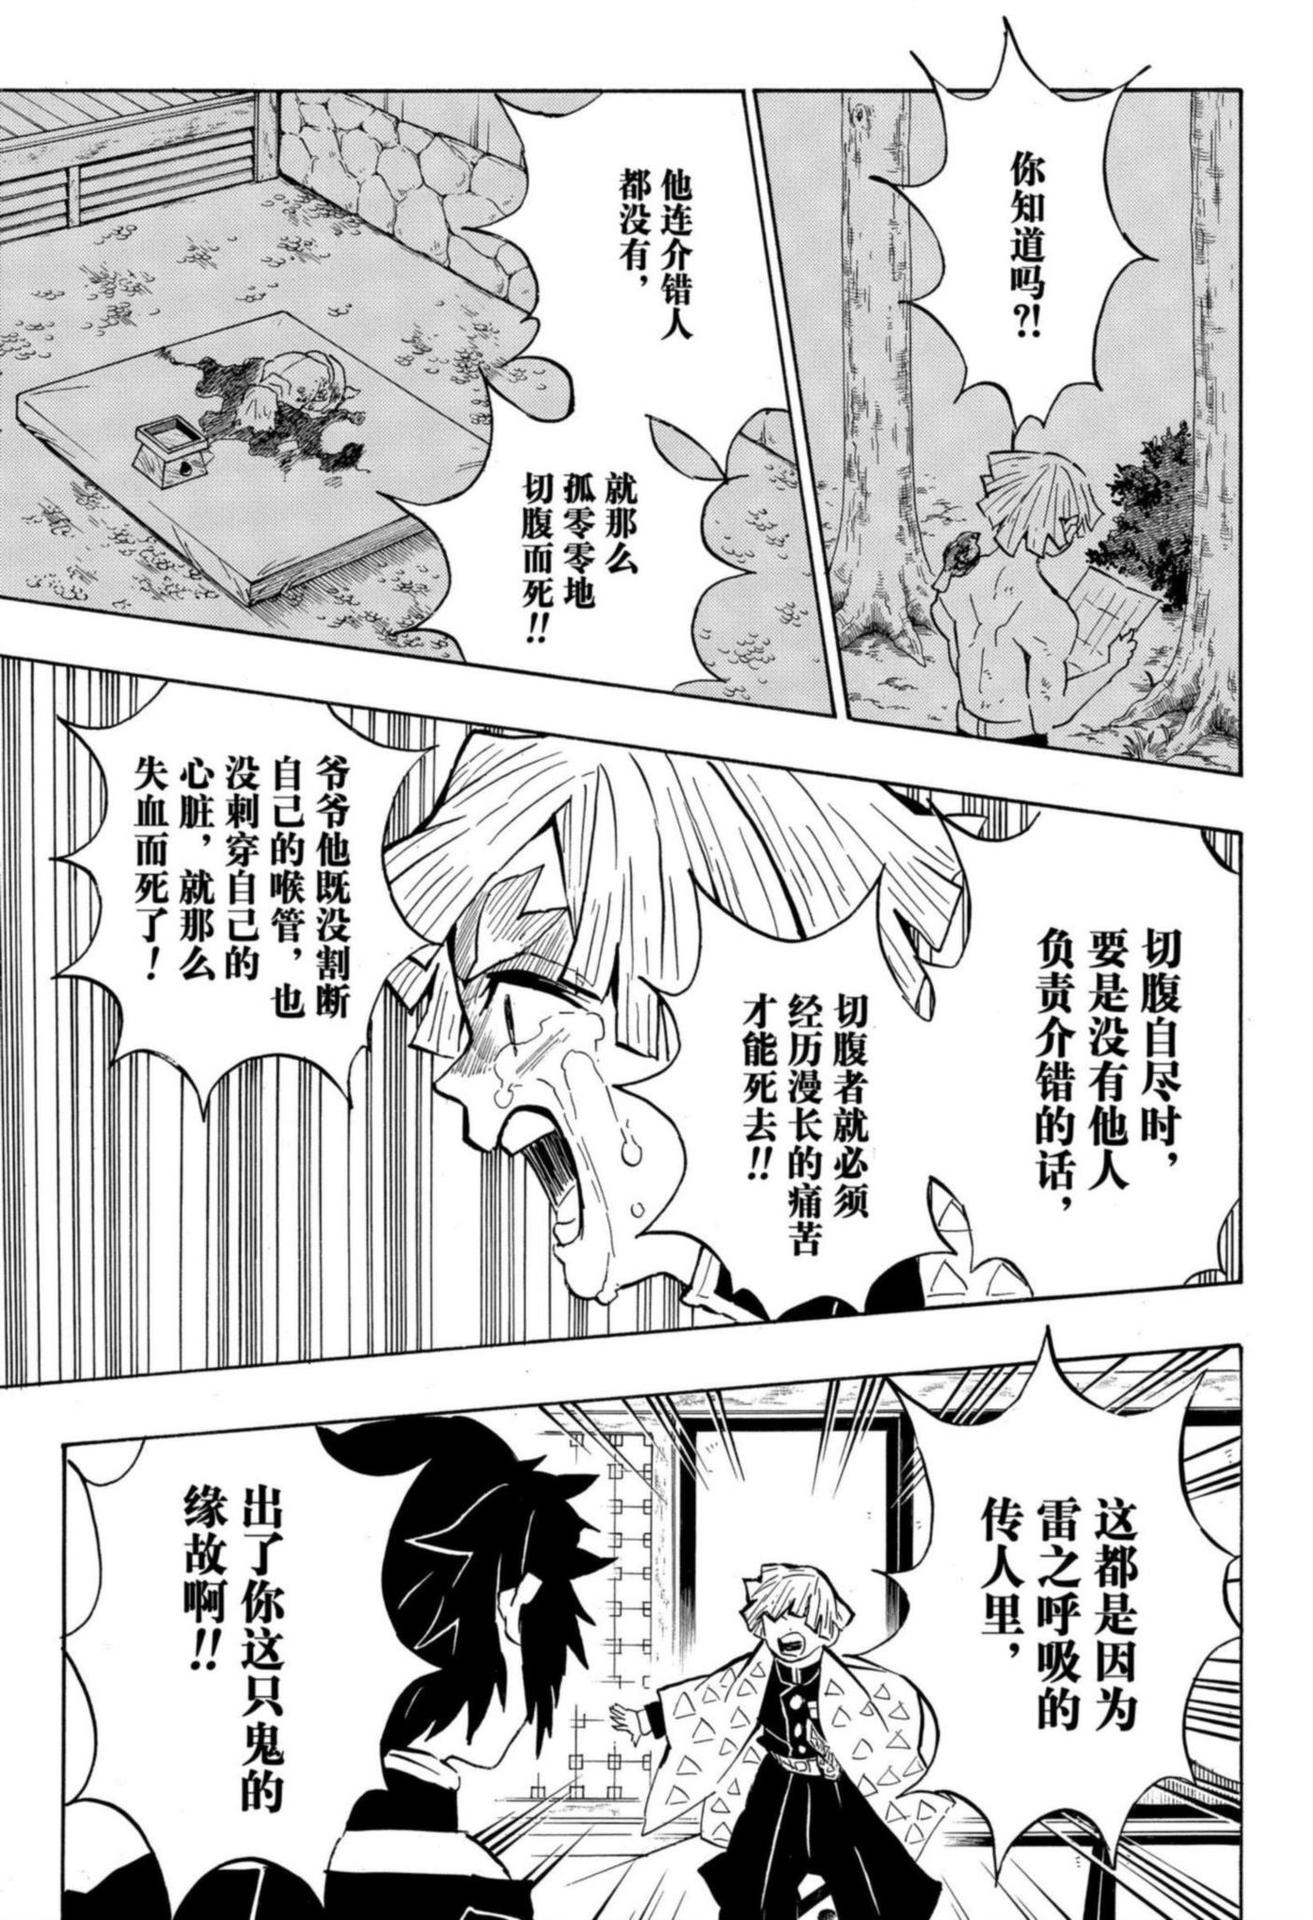 你知道吗?!
他连介错人
都没有，
就那么
孤零零地
切腹而死!!
切腹自尽时，
要是没有他人
负责介错的话，
切腹者就必须
经历漫长的痛苦
才能死去!!
爷爷他既没割断
自己的喉管，也
没刺穿自己的
心脏，就那么
失血而死了！
这都是因为
雷之呼吸的
传人里，
出了你这只鬼的
缘故啊!!